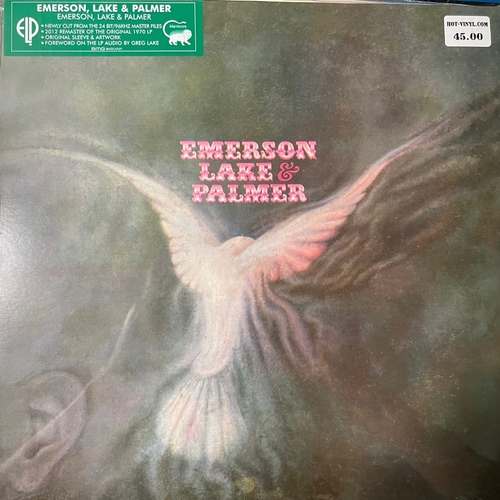 EMERSON, LAKE & PALMER
EMERSON, LAKE & PALMER
• NEWLY CUT FROM THE 24 BIT/96KHZ MASTER FILES
• 2012 REMASTER OF THE ORIGINAL 1970 LP
• ORIGINAL SLEEVE & ARTWORK
• FOREWORD ON THE LP AUDIO BY GREG LAKE
BMG
ELP
HOT-VINYL.COM
45.00
EMERSON
LAKE &
PALMER